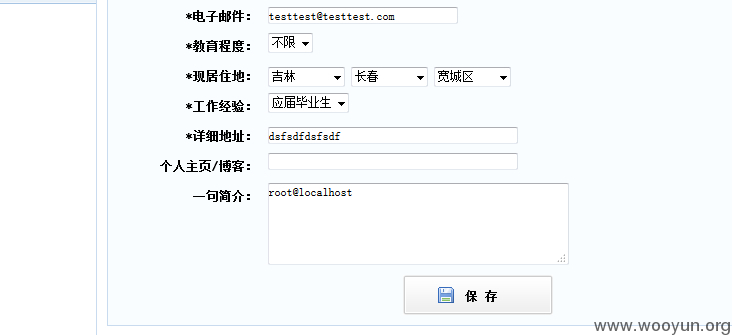 *电子邮件： testtest@testtest.com
*教育程度： 不限
*现居住地： 吉林 长春 宽城区
*工作经验： 应届毕业生
*详细地址： dsfsdfdsfsdf
个人主页/博客：
一句简介： root@localhost
保 存
www.wooyun.org